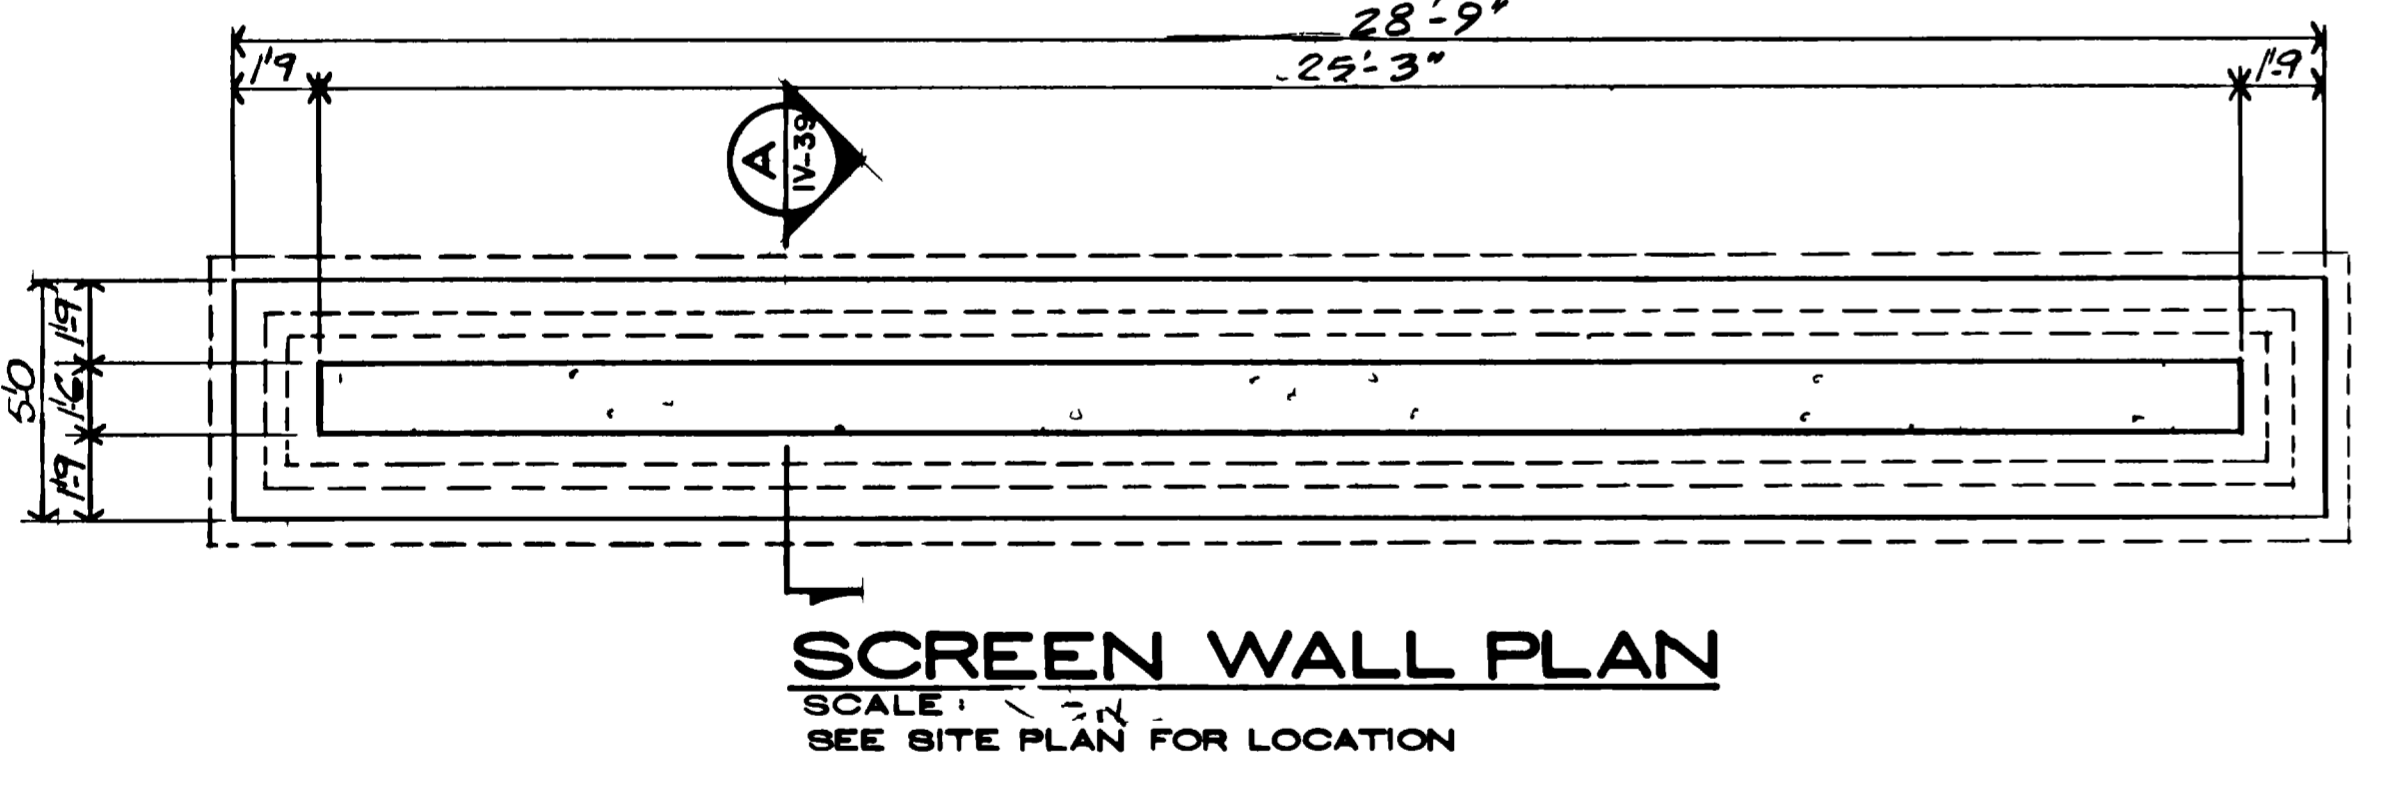 28'-9"
1'9
25'-3"
1'-9
A
IV-39
5'0
1'-9
1'-6
1'-9
SCREEN WALL PLAN
SCALE:
SEE SITE PLAN FOR LOCATION